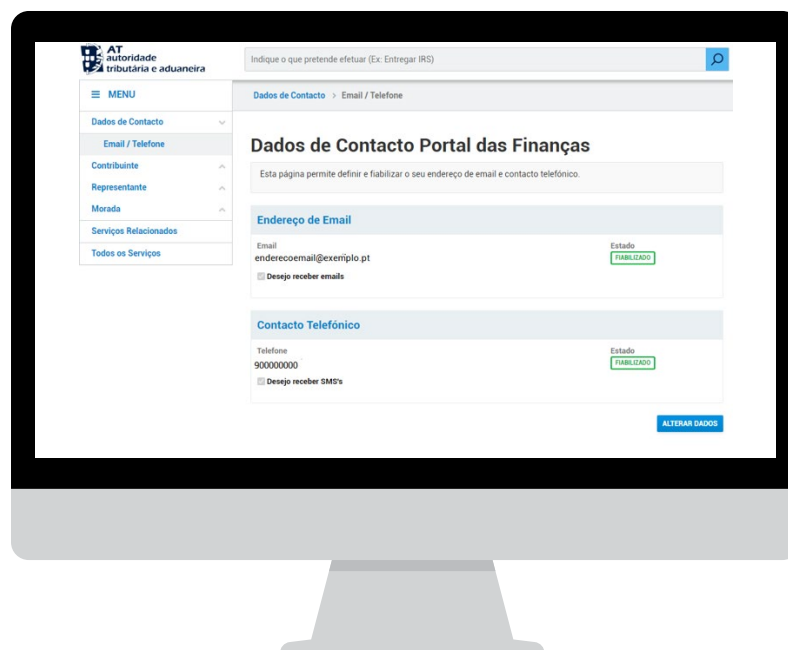 AT
autoridade
tributária e aduaneira
Indique o que pretende efetuar (Ex: Entregar IRS)
MENU
Dados de Contacto > Email / Telefone
Dados de Contacto
Email / Telefone
Contribuinte
Representante
Morada
Serviços Relacionados
Todos os Serviços
Dados de Contacto Portal das Finanças
Esta página permite definir e fiabilizar o seu endereço de email e contacto telefónico.
Endereço de Email
Email
Estado
enderecoemail@exemplo.pt
FIABILIZADO
Desejo receber emails
Contacto Telefónico
Telefone
Estado
900000000
FIABILIZADO
Desejo receber SMS's
ALTERAR DADOS